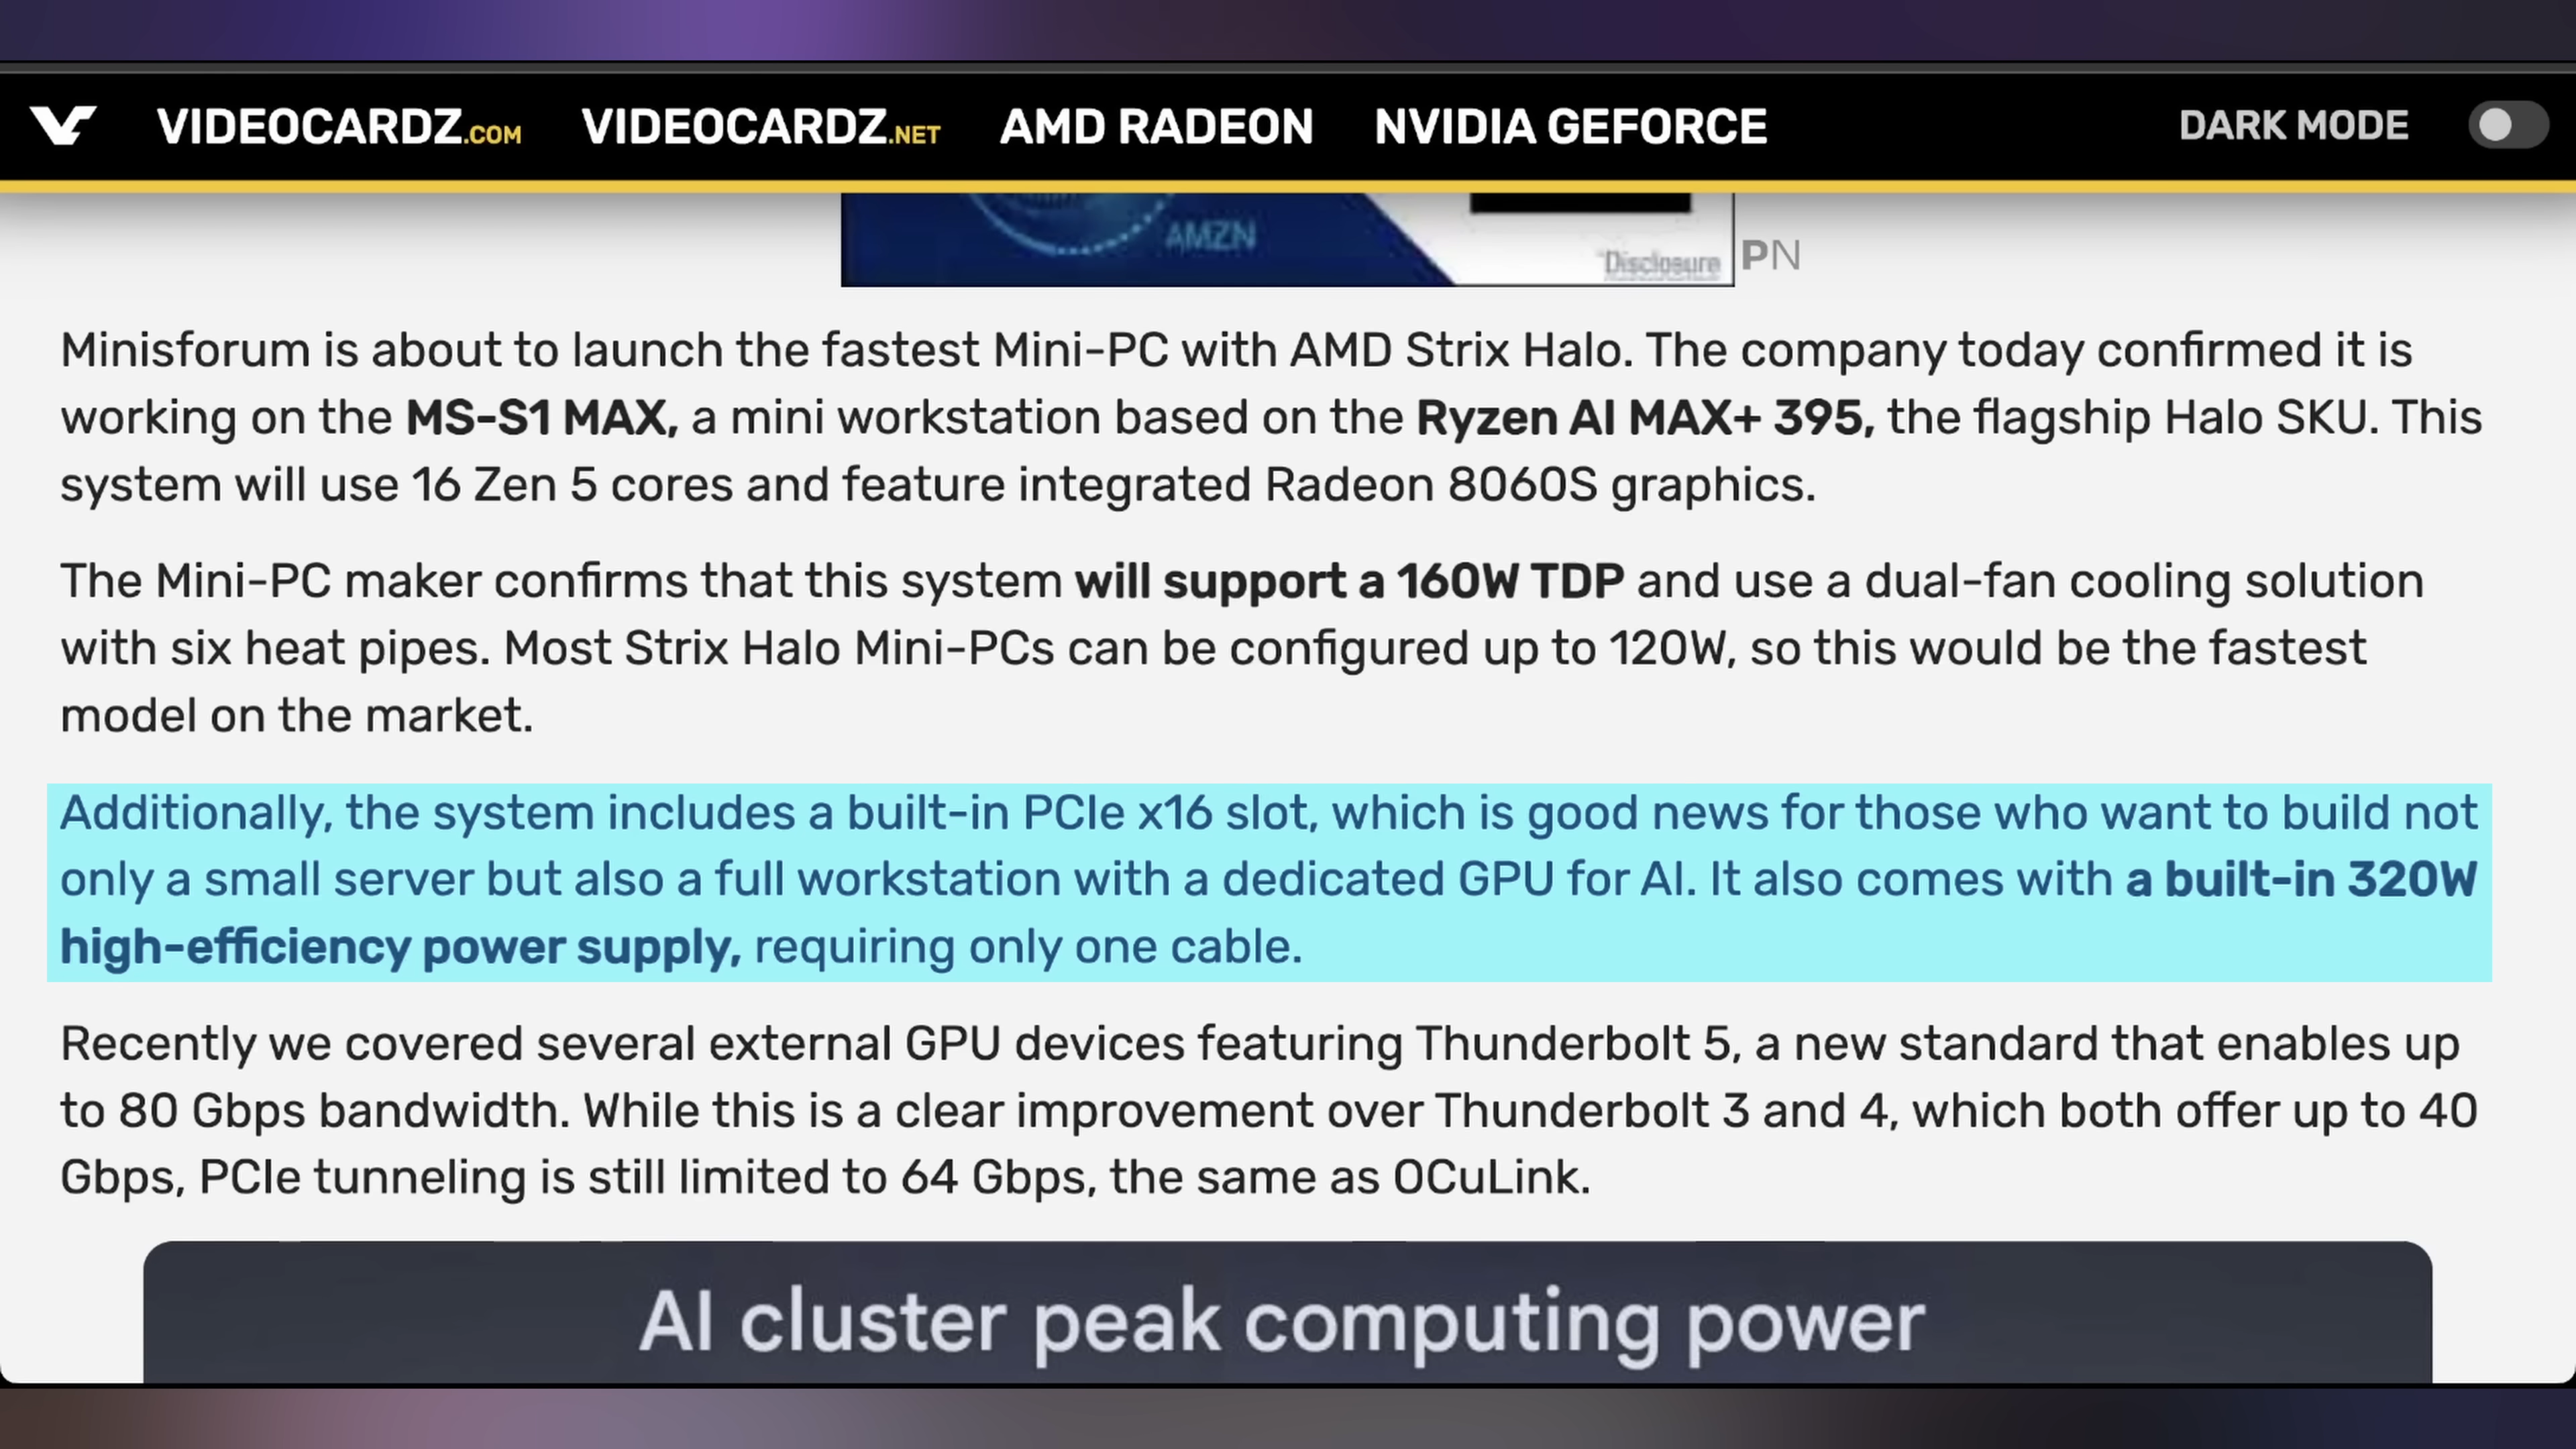 VIDEOCARDZ.COM VIDEOCARDZ.NET AMD RADEON NVIDIA GEFORCE DARK MODE
AMZN
*Disclosure
PN
Minisforum is about to launch the fastest Mini-PC with AMD Strix Halo. The company today confirmed it is
working on the MS-S1 MAX, a mini workstation based on the Ryzen AI MAX+ 395, the flagship Halo SKU. This
system will use 16 Zen 5 cores and feature integrated Radeon 8060S graphics.
The Mini-PC maker confirms that this system will support a 160W TDP and use a dual-fan cooling solution
with six heat pipes. Most Strix Halo Mini-PCs can be configured up to 120W, so this would be the fastest
model on the market.
Additionally, the system includes a built-in PCIe x16 slot, which is good news for those who want to build not
only a small server but also a full workstation with a dedicated GPU for AI. It also comes with a built-in 320W
high-efficiency power supply, requiring only one cable.
Recently we covered several external GPU devices featuring Thunderbolt 5, a new standard that enables up
to 80 Gbps bandwidth. While this is a clear improvement over Thunderbolt 3 and 4, which both offer up to 40
Gbps, PCIe tunneling is still limited to 64 Gbps, the same as OCuLink.
AI cluster peak computing power